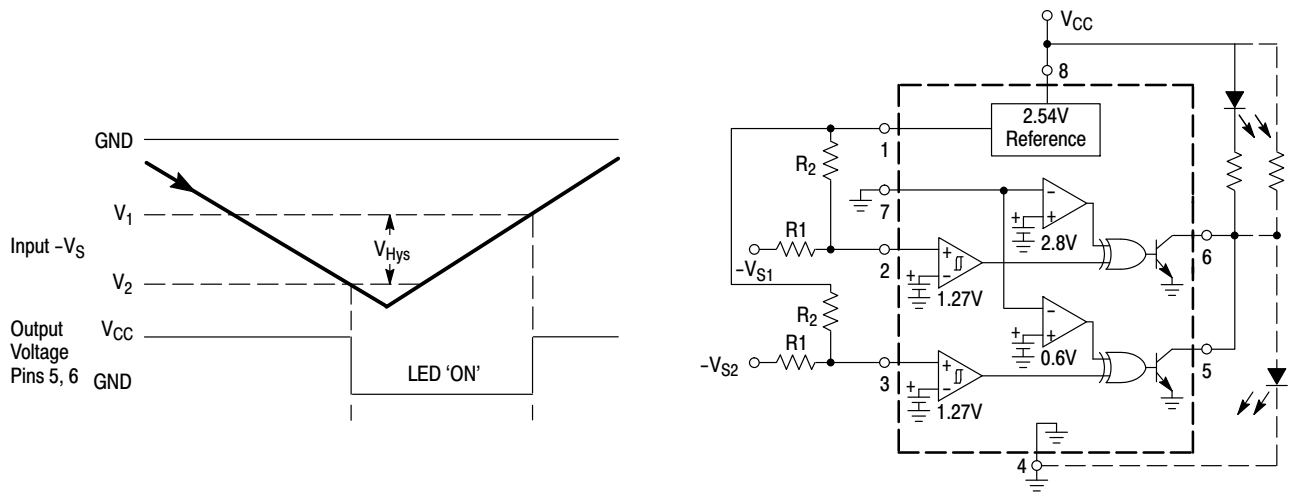 GND
V1
Input –VS
VHys
V2
Output
Voltage
Pins 5, 6
VCC
GND
LED ‘ON’
VCC
8
2.54V
Reference
1
R2
7
R1
–VS1
2
–
+
+
2.8V
6
+
–
+
1.27V
R2
R1
–VS2
3
–
+
+
0.6V
5
+
–
+
1.27V
4